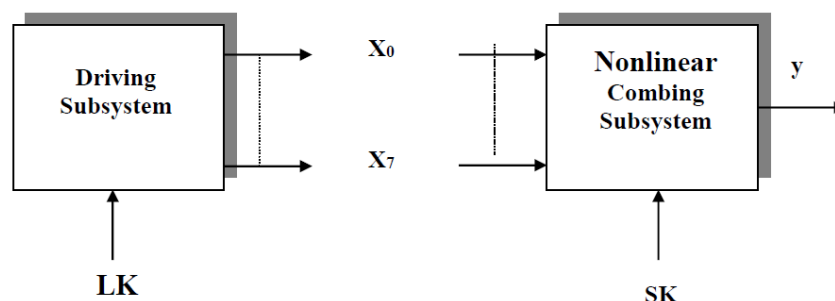 Driving
Subsystem
LK
X0
X7
Nonlinear
Combing
Subsystem
SK
y